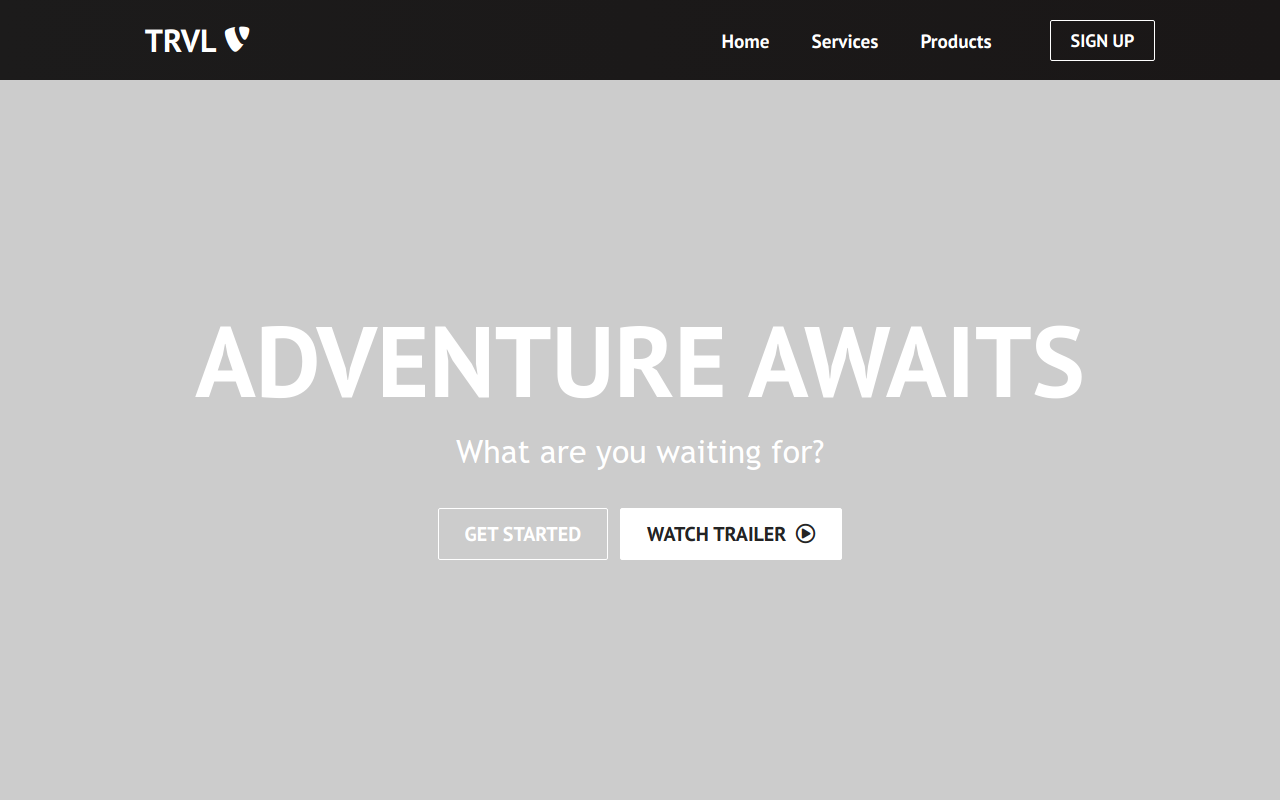 TRVL
Home
Services
Products
SIGN UP
ADVENTURE AWAITS
What are you waiting for?
GET STARTED
WATCH TRAILER